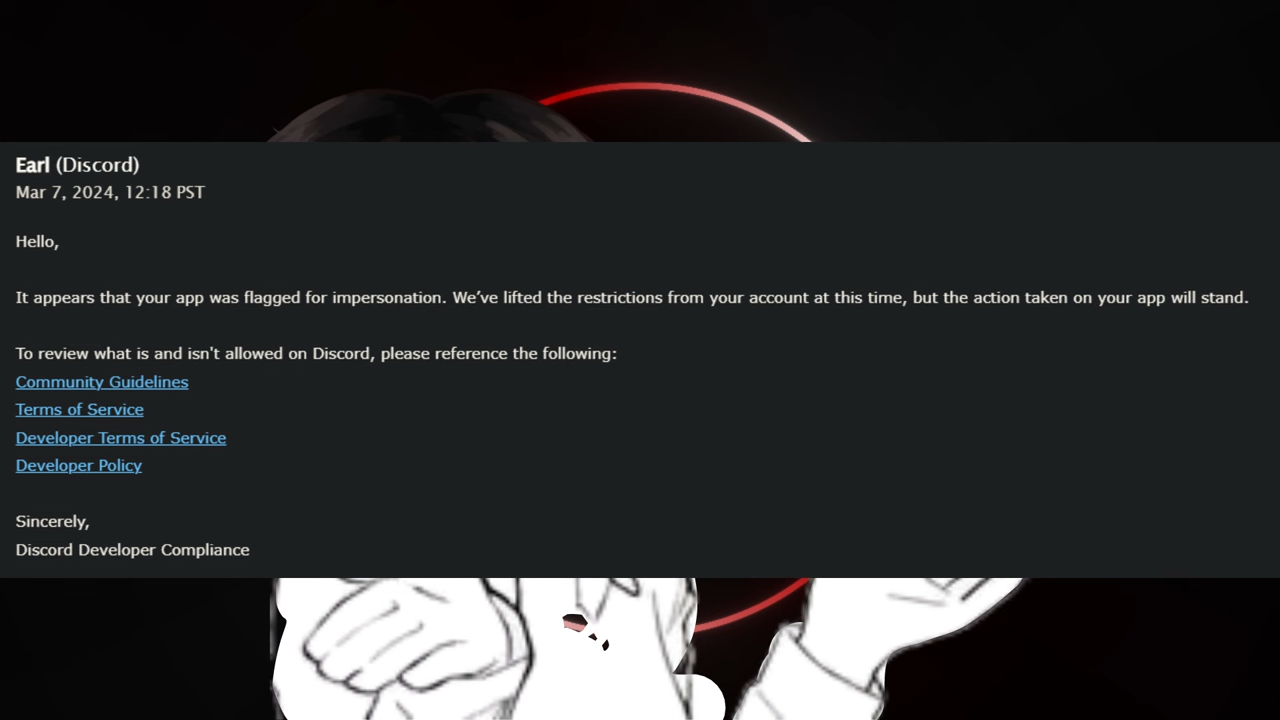 Earl (Discord)
Mar 7, 2024, 12:18 PST
Hello,
It appears that your app was flagged for impersonation. We’ve lifted the restrictions from your account at this time, but the action taken on your app will stand.
To review what is and isn't allowed on Discord, please reference the following:
Community Guidelines
Terms of Service
Developer Terms of Service
Developer Policy
Sincerely,
Discord Developer Compliance